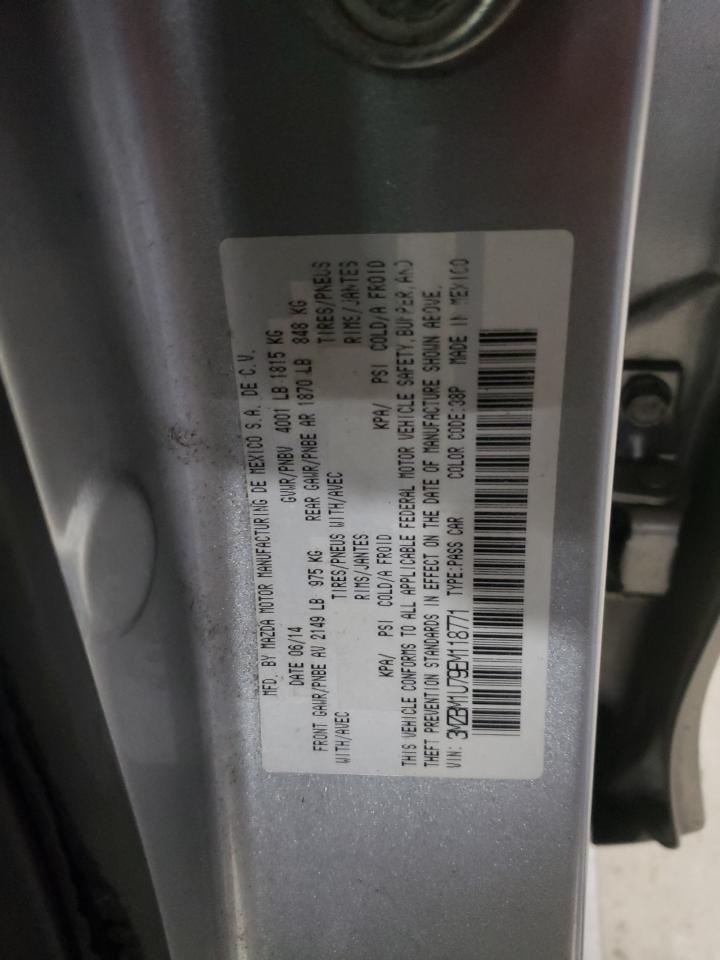 MFD. BY MAZDA MOTOR MANUFACTURING DE MEXICO S.A. DE C.V.
DATE 06/14 GVWR/PNBV 4001 LB 1815 KG
FRONT GAWR/PNBE AV 2149 LB 975 KG REAR GAWR/PNBE AR 1870 LB 848 KG
TIRES/PNEUS WITH/AVEC TIRES/PNEUS
WITH/AVEC RIMS/JANTES RIMS/JANTES
KPA/ PSI COLD/A FROID KPA/ PSI COLD/A FROID
THIS VEHICLE CONFORMS TO ALL APPLICABLE FEDERAL MOTOR VEHICLE SAFETY, BUMPER, AND
THEFT PREVENTION STANDARDS IN EFFECT ON THE DATE OF MANUFACTURE SHOWN ABOVE.
VIN: 3MZBM1U79EM118771 TYPE:PASS CAR COLOR CODE:38P MADE IN MEXICO